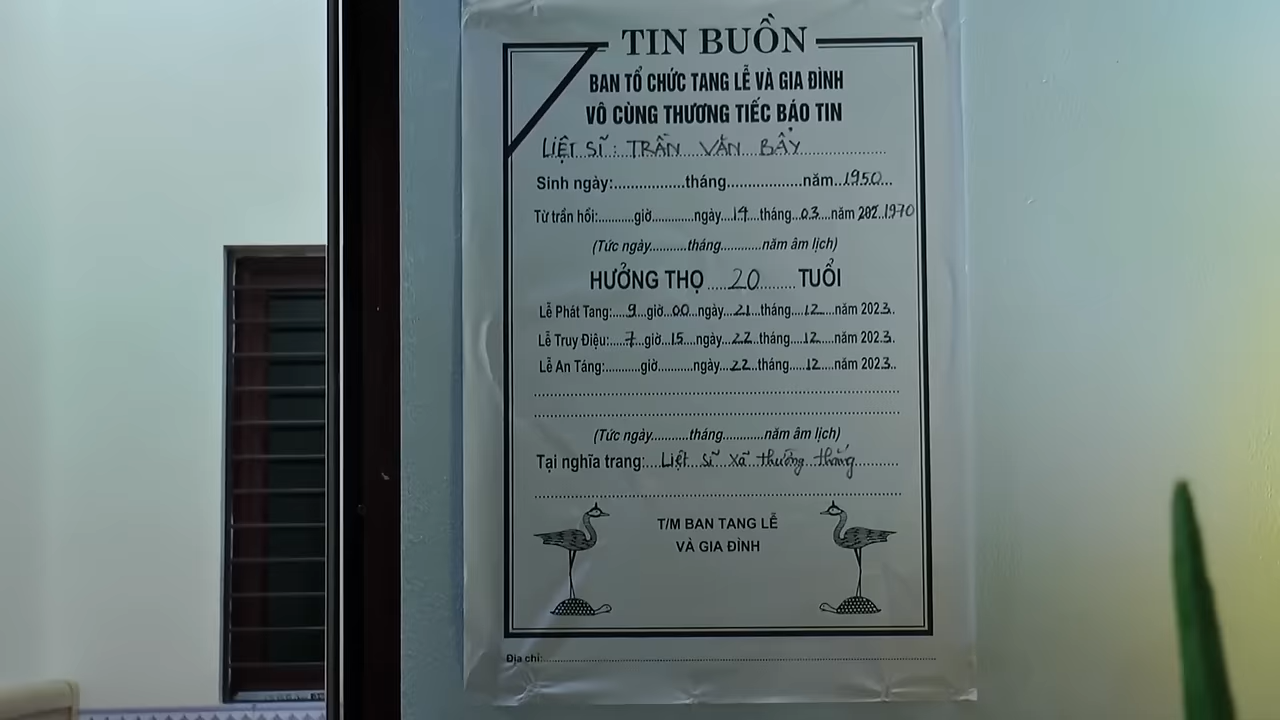 TIN BUỒN
BAN TỔ CHỨC TANG LỄ VÀ GIA ĐÌNH
VÔ CÙNG THƯƠNG TIẾC BÁO TIN
LIỆT SĨ: TRẦN VĂN BẢY
Sinh ngày:.................tháng..................năm..1950...
Từ trần hồi:..........giờ............ngày..14..tháng..03...năm 202..1970
(Tức ngày..........tháng...........năm âm lịch)
HƯỞNG THỌ.....20.......TUỔI
Lễ Phát Tang:....9...giờ..00..ngày...21...tháng....12...năm 2023.
Lễ Truy Điệu:....7...giờ..15...ngày...22...tháng....12...năm 2023.
Lễ An Táng:.........giờ.........ngày...22...tháng....12...năm 2023..
(Tức ngày..........tháng...........năm âm lịch)
Tại nghĩa trang:....Liệt sĩ xã thường thắng...........
T/M BAN TANG LỄ
VÀ GIA ĐÌNH
Địa chỉ:....................................................